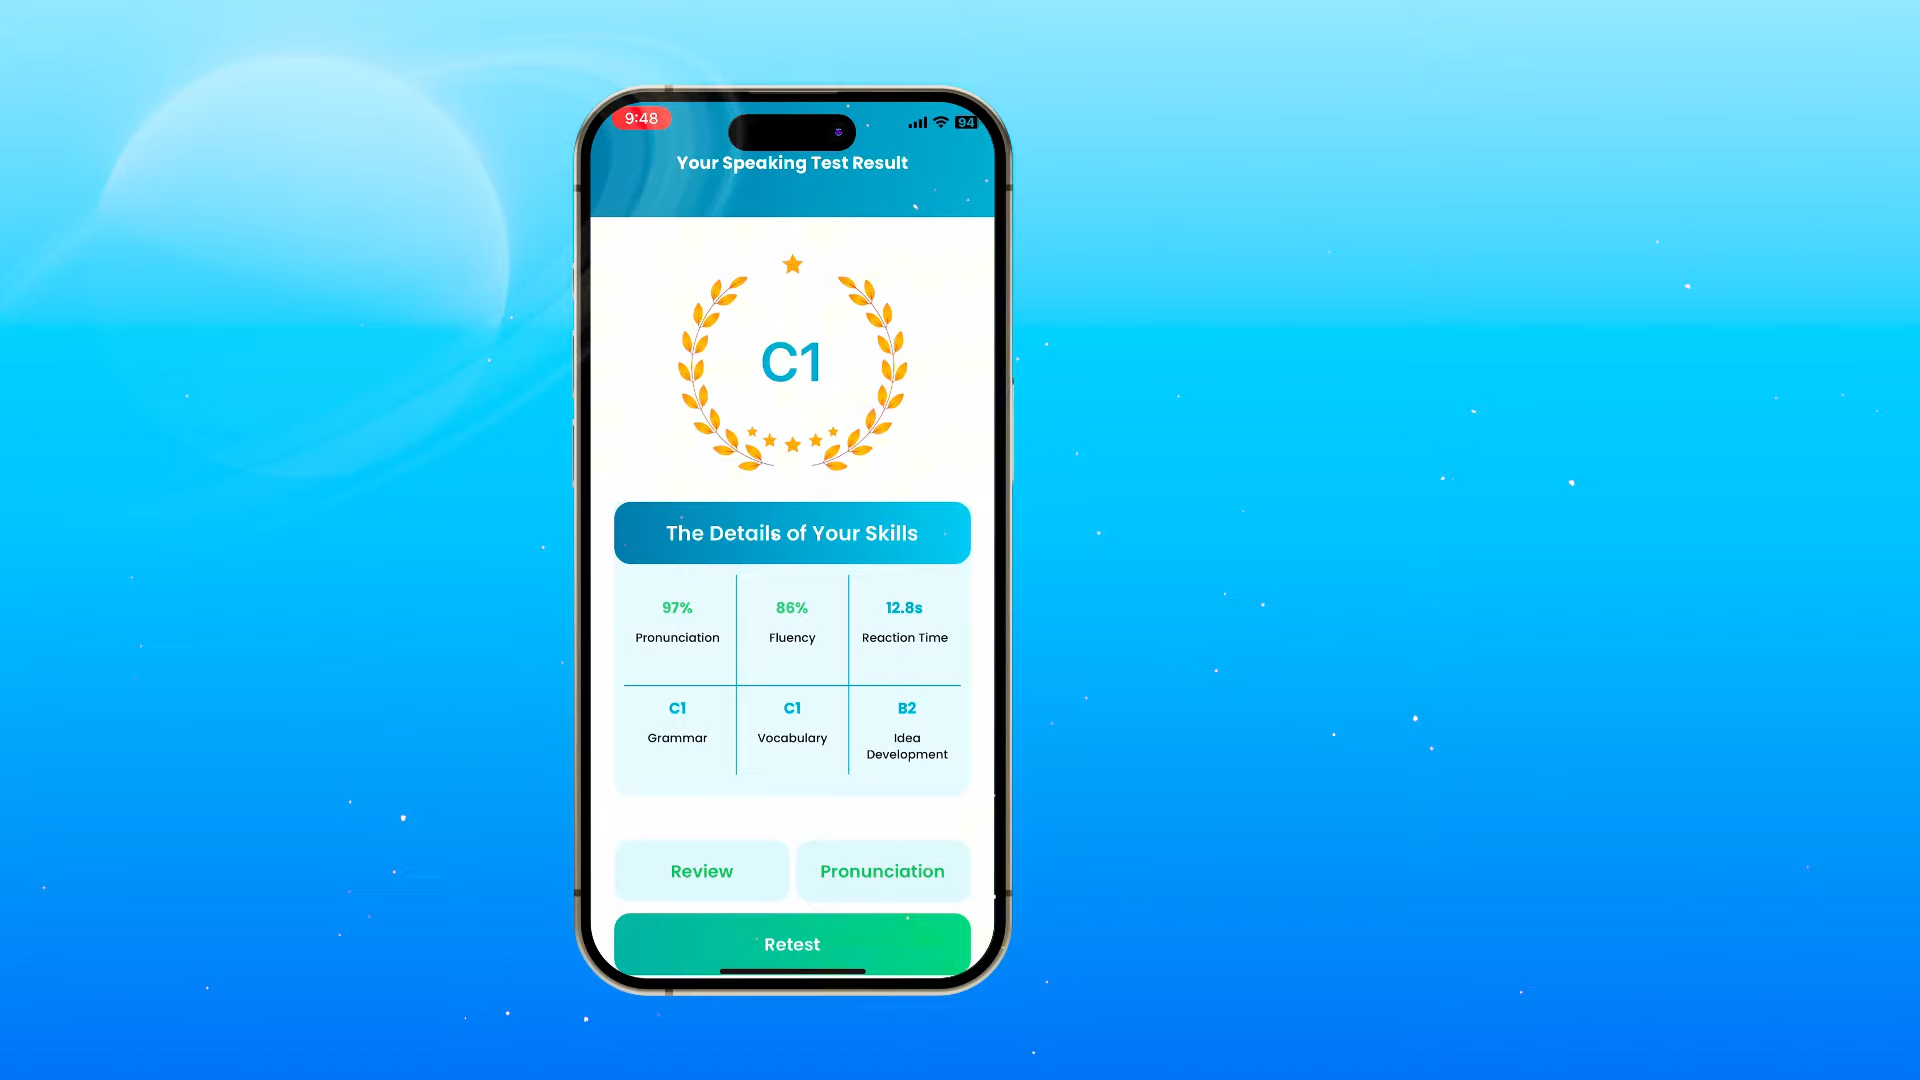 9:48
94
Your Speaking Test Result
C1
The Details of Your Skills
97%
86%
12.8s
Pronunciation
Fluency
Reaction Time
C1
C1
B2
Grammar
Vocabulary
Idea
Development
Review
Pronunciation
Retest